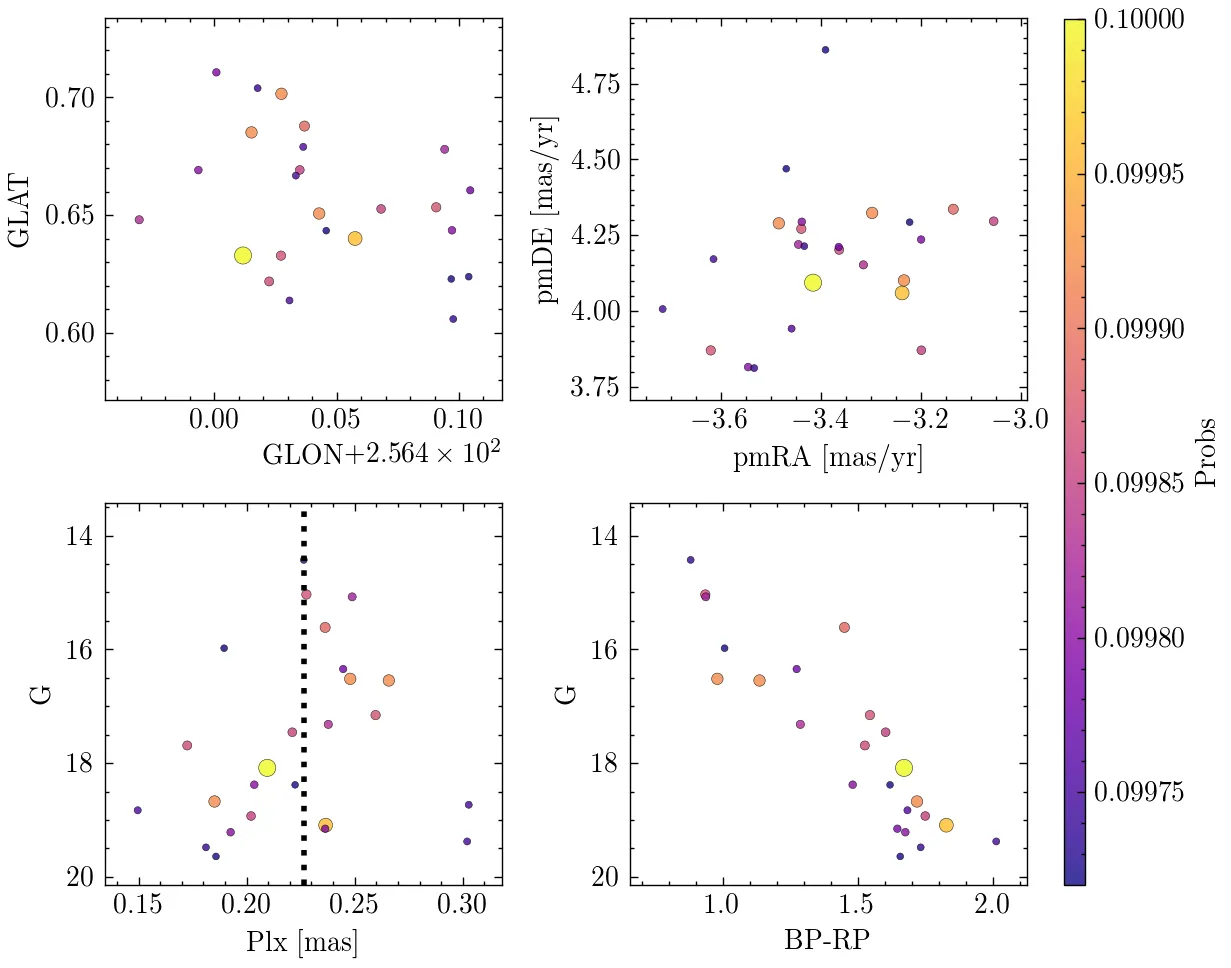 0.70
0.65
0.60
GLAT
0.00 0.05 0.10
GLON+2.564 × 10²
4.75
4.50
4.25
4.00
3.75
pmDE [mas/yr]
−3.6 −3.4 −3.2 −3.0
pmRA [mas/yr]
14
16
18
20
G
0.15 0.20 0.25 0.30
Plx [mas]
14
16
18
20
G
1.0 1.5 2.0
BP-RP
0.10000
0.09995
0.09990
0.09985
0.09980
0.09975
Probs